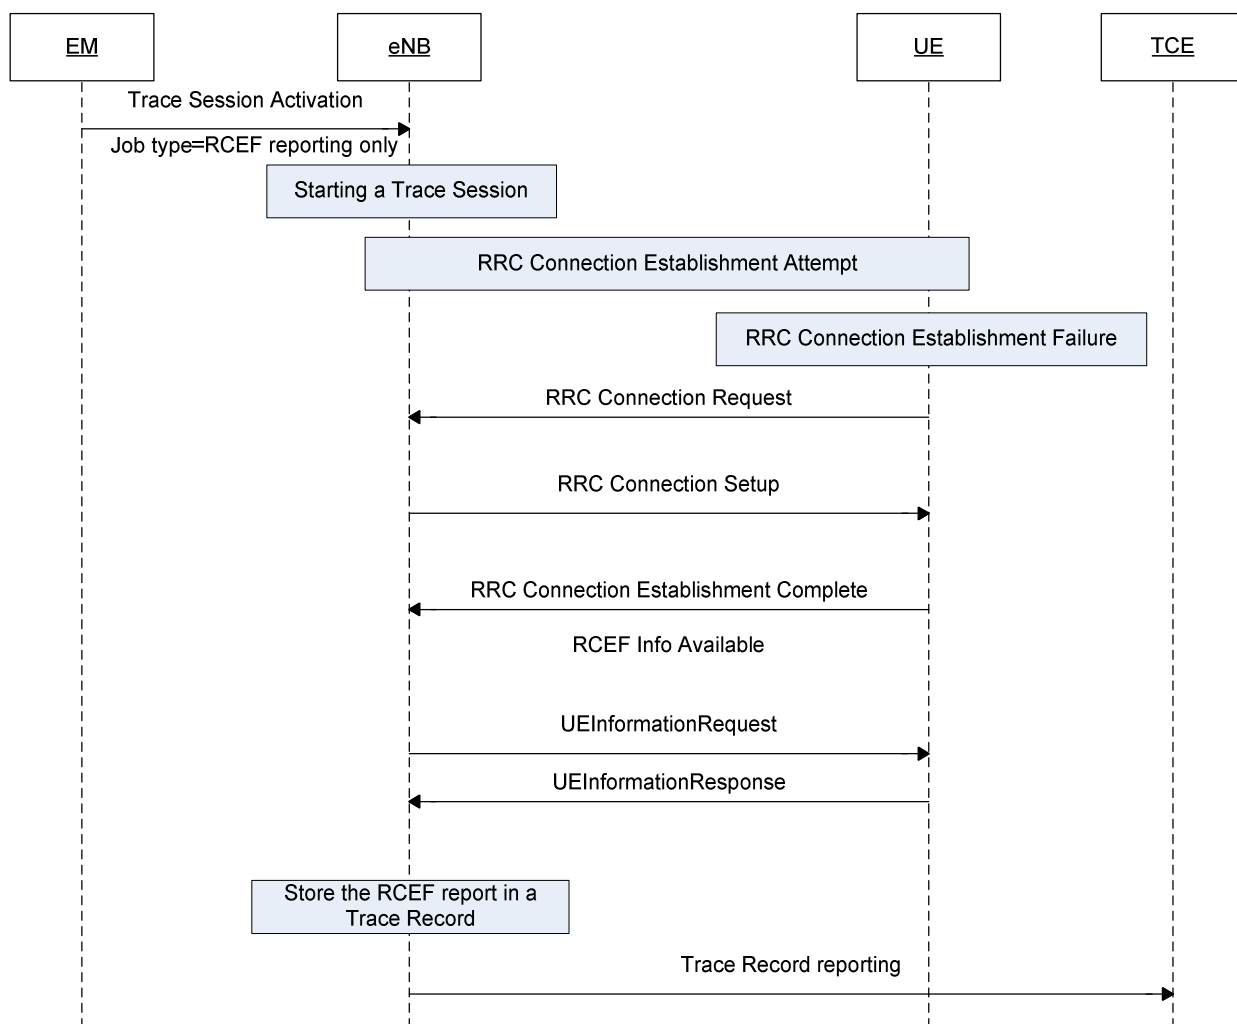 EM
eNB
UE
TCE
Trace Session Activation
Job type=RCEF reporting only
Starting a Trace Session
RRC Connection Establishment Attempt
RRC Connection Establishment Failure
RRC Connection Request
RRC Connection Setup
RRC Connection Establishment Complete
RCEF Info Available
UEInformationRequest
UEInformationResponse
Store the RCEF report in a
Trace Record
Trace Record reporting